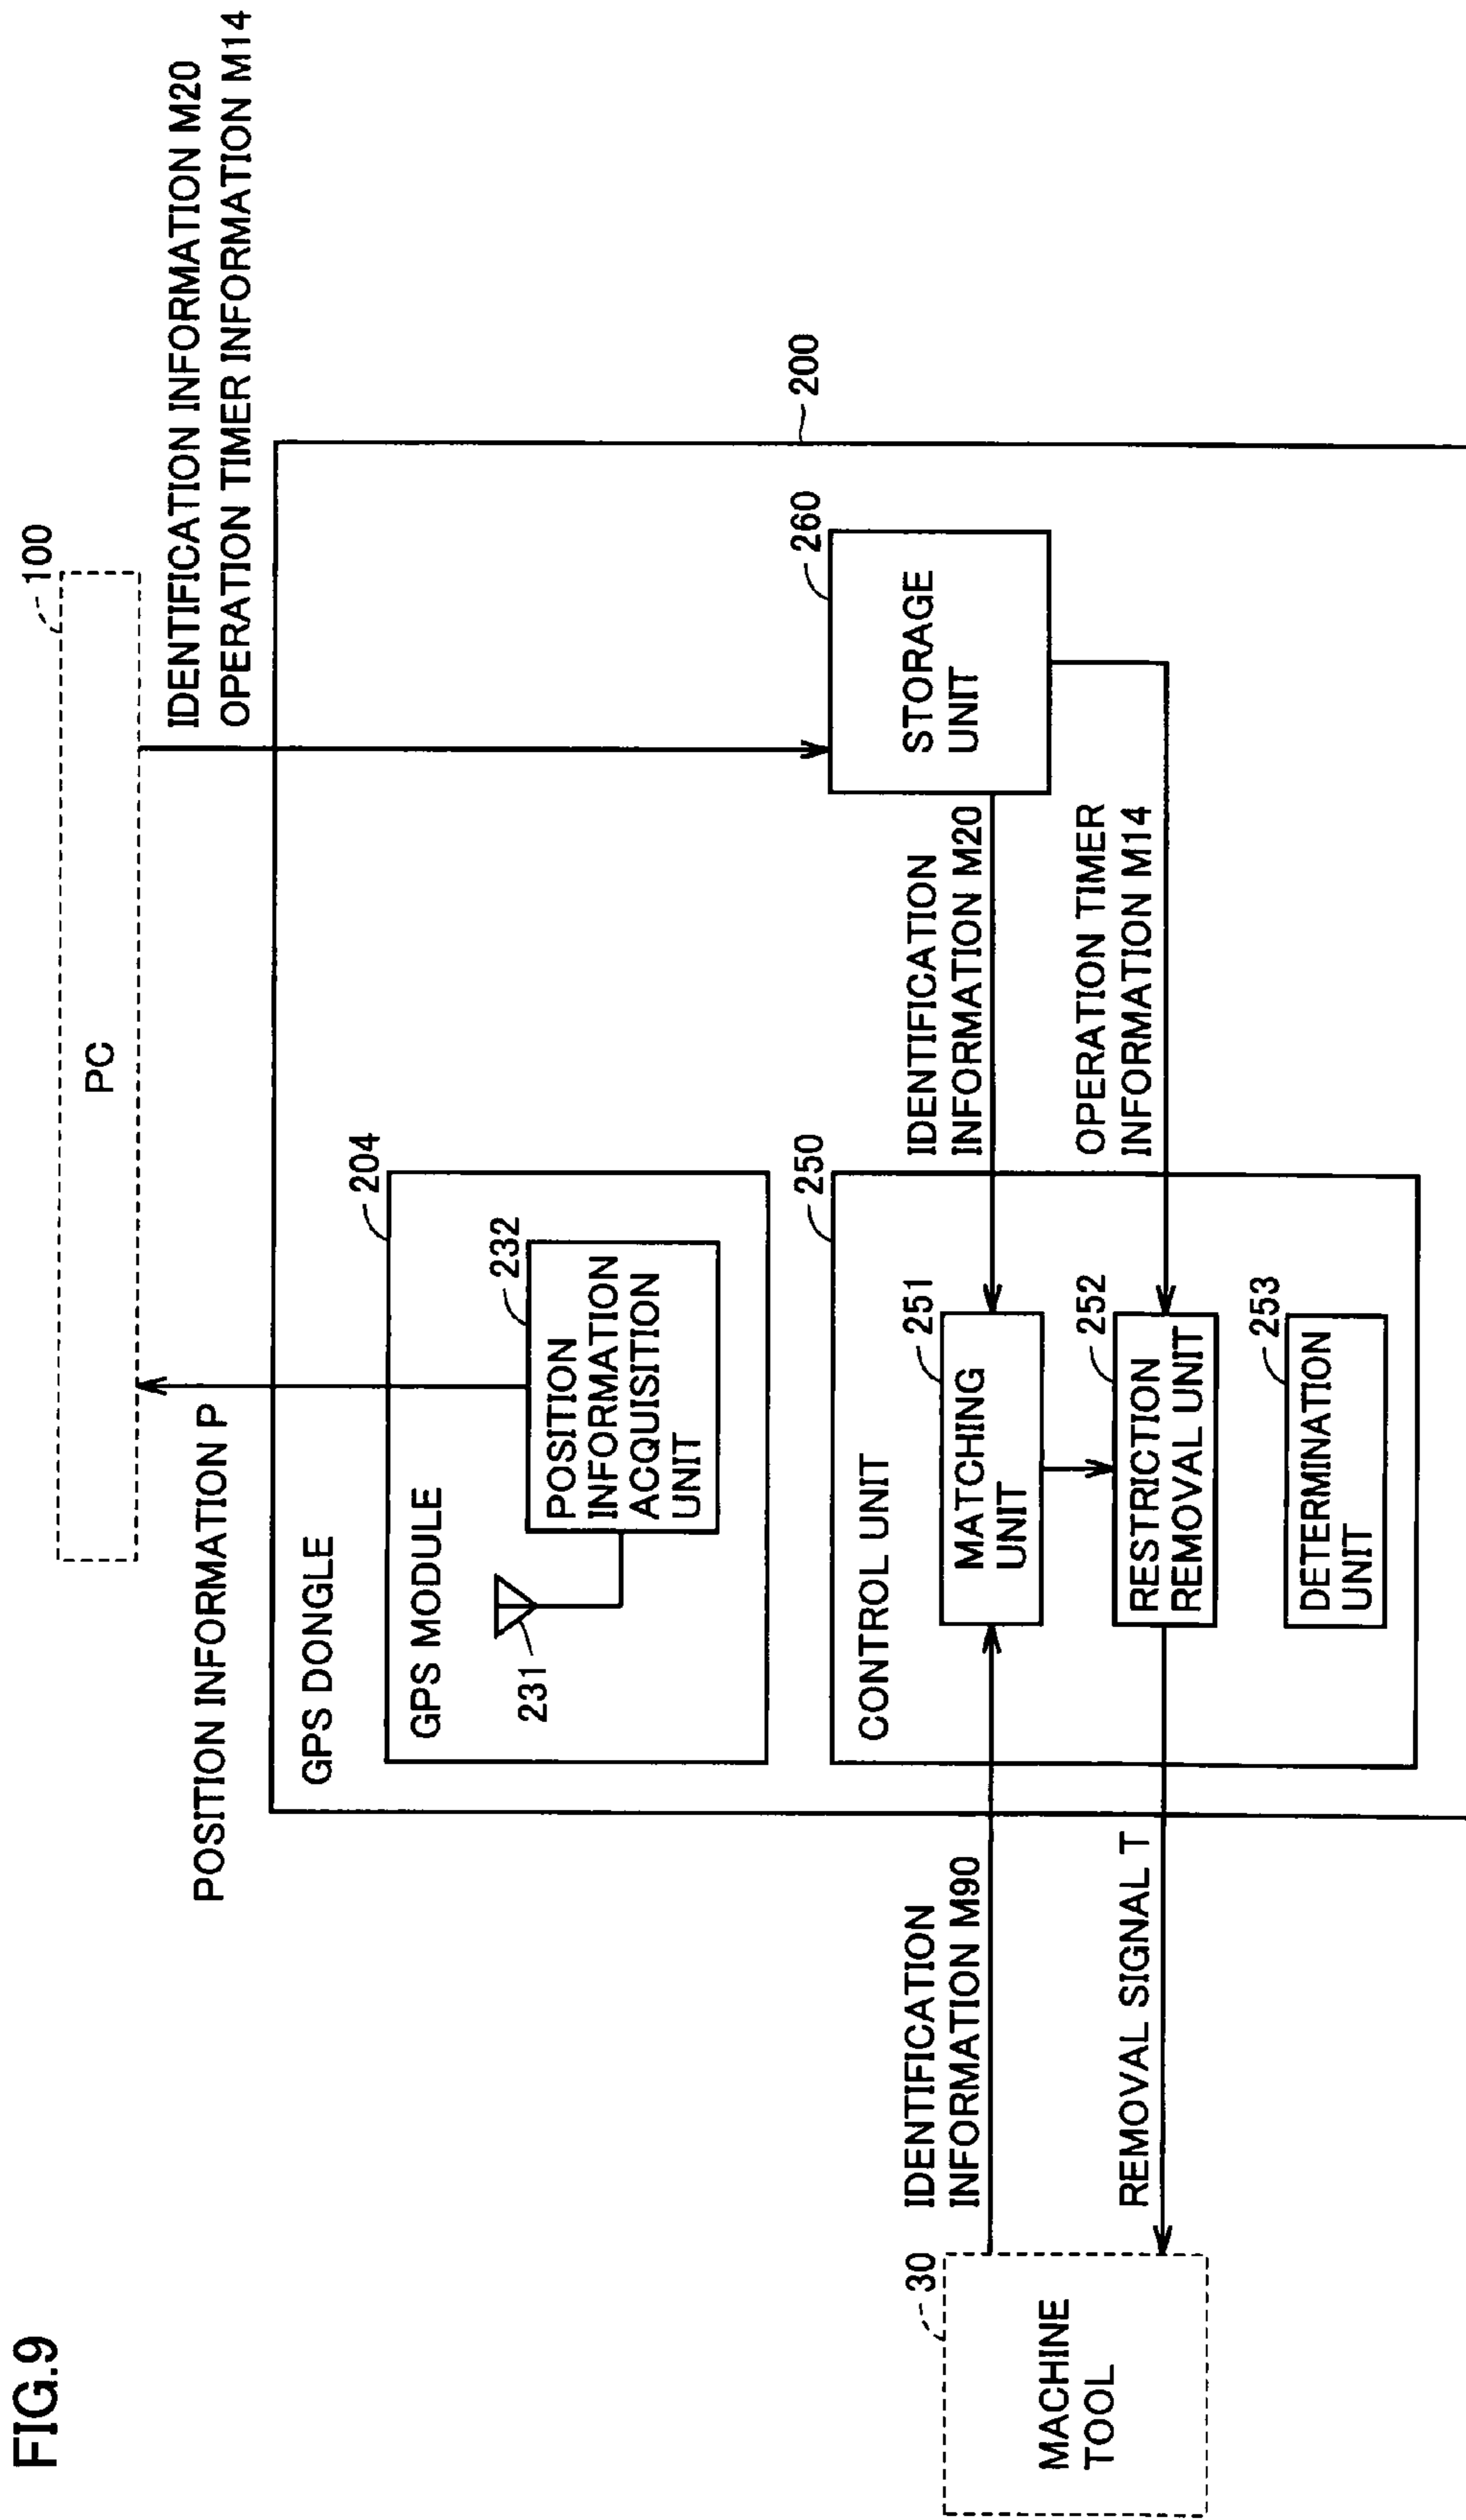 FIG.9
100
PC
POSITION INFORMATION P
IDENTIFICATION INFORMATION M20
OPERATION TIMER INFORMATION M14
200
GPS DONGLE
204
GPS MODULE
231
232
POSITION
INFORMATION
ACQUISITION
UNIT
260
STORAGE
UNIT
250
CONTROL UNIT
251
MATCHING
UNIT
252
RESTRICTION
REMOVAL UNIT
253
DETERMINATION
UNIT
IDENTIFICATION
INFORMATION M20
OPERATION TIMER
INFORMATION M14
IDENTIFICATION
INFORMATION M90
REMOVAL SIGNAL T
30
MACHINE
TOOL